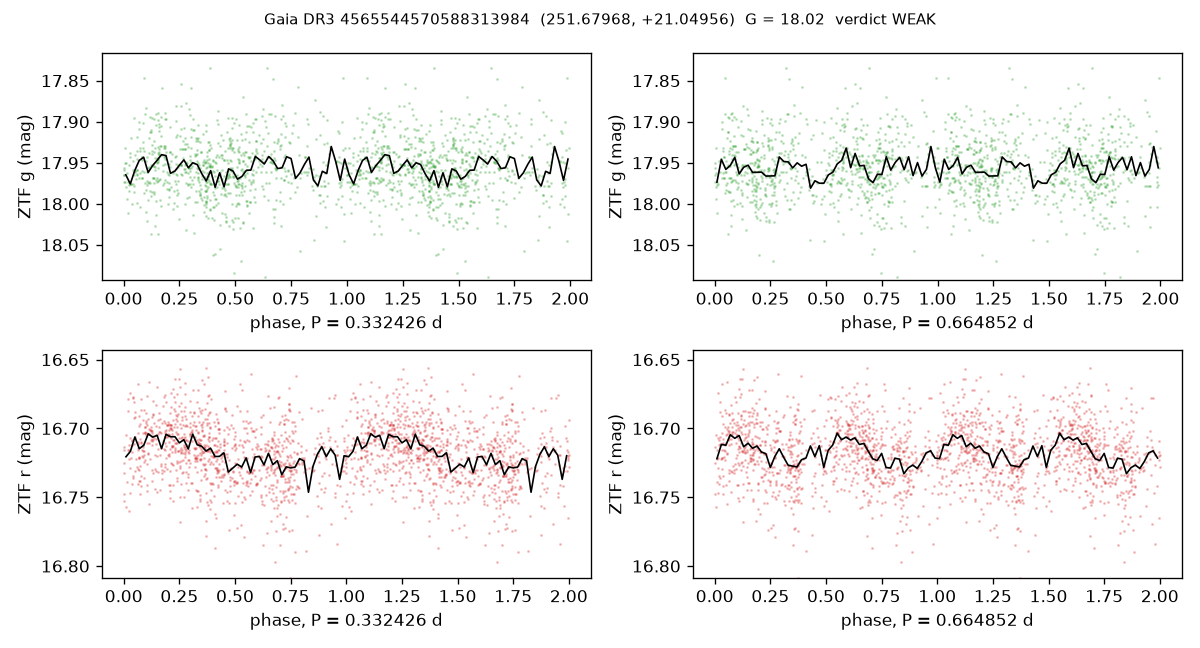 Gaia DR3 4565544570588313984  (251.67968, +21.04956)  G = 18.02  verdict WEAK
ZTF g (mag)
17.85
17.90
17.95
18.00
18.05
0.00 0.25 0.50 0.75 1.00 1.25 1.50 1.75 2.00
phase, P = 0.332426 d
ZTF g (mag)
17.85
17.90
17.95
18.00
18.05
0.00 0.25 0.50 0.75 1.00 1.25 1.50 1.75 2.00
phase, P = 0.664852 d
ZTF r (mag)
16.65
16.70
16.75
16.80
0.00 0.25 0.50 0.75 1.00 1.25 1.50 1.75 2.00
phase, P = 0.332426 d
ZTF r (mag)
16.65
16.70
16.75
16.80
0.00 0.25 0.50 0.75 1.00 1.25 1.50 1.75 2.00
phase, P = 0.664852 d